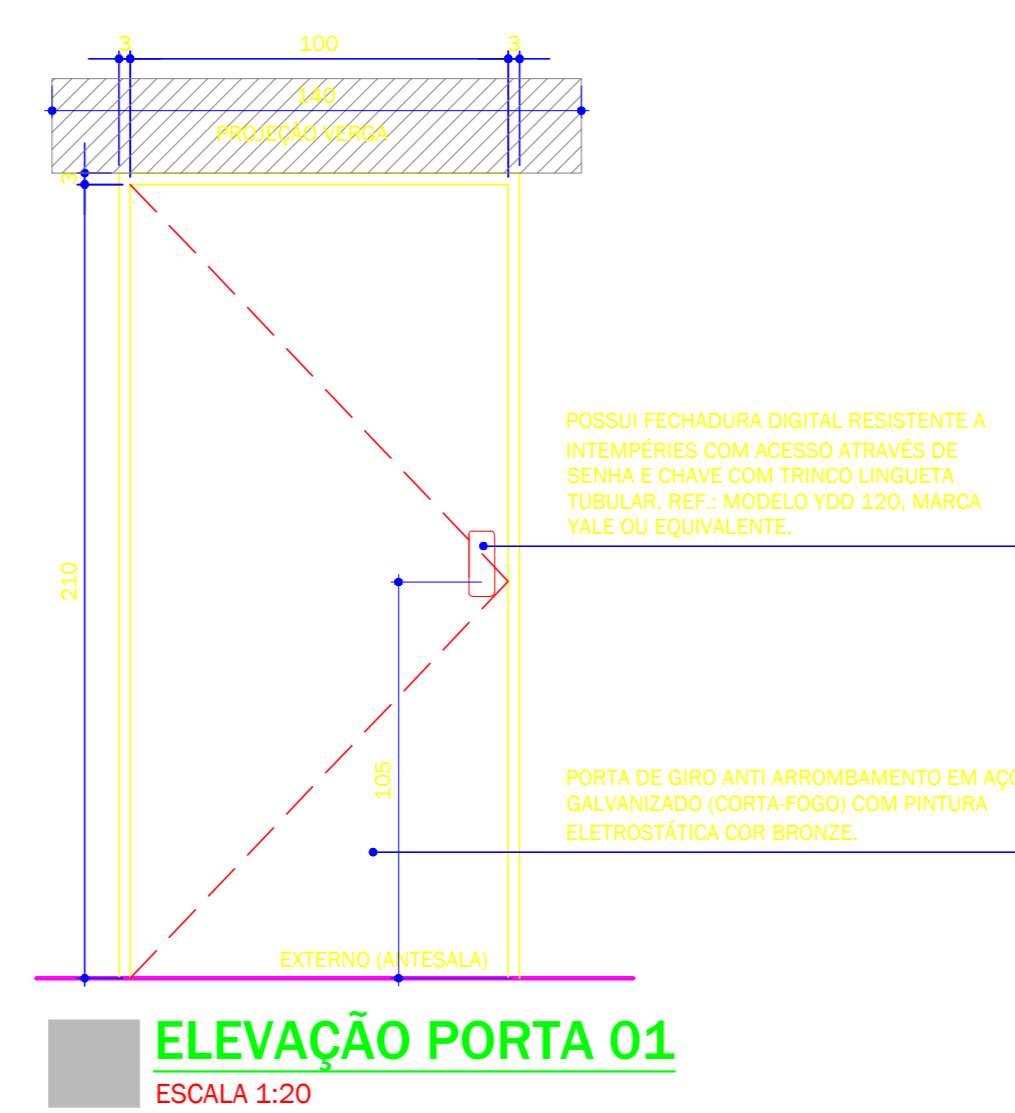 3 100 3
140
PROJEÇÃO VERGA
3
POSSUI FECHADURA DIGITAL RESISTENTE A
INTEMPÉRIES COM ACESSO ATRAVÉS DE
SENHA E CHAVE COM TRINCO LINGUETA
TUBULAR. REF.: MODELO YDD 120, MARCA
YALE OU EQUIVALENTE.
210
105
PORTA DE GIRO ANTI ARROMBAMENTO EM AÇO
GALVANIZADO (CORTA-FOGO) COM PINTURA
ELETROSTÁTICA COR BRONZE.
EXTERNO (ANTESALA)
ELEVAÇÃO PORTA 01
ESCALA 1:20